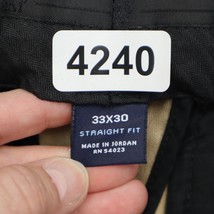 4240
33X30
STRAIGHT FIT
MADE IN JORDAN
RN 54023